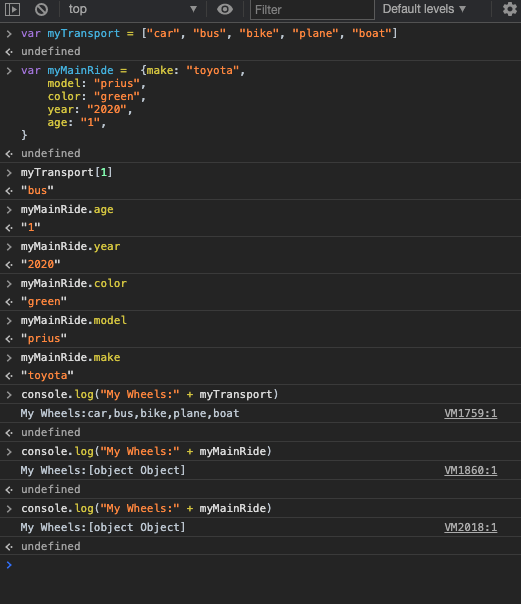 top
Filter
Default levels
var myTransport = ["car", "bus", "bike", "plane", "boat"]
undefined
var myMainRide =  {make: "toyota",
model: "prius",
color: "green",
year: "2020",
age: "1",
}
undefined
myTransport[1]
"bus"
myMainRide.age
"1"
myMainRide.year
"2020"
myMainRide.color
"green"
myMainRide.model
"prius"
myMainRide.make
"toyota"
console.log("My Wheels:" + myTransport)
My Wheels:car,bus,bike,plane,boat VM1759:1
undefined
console.log("My Wheels:" + myMainRide)
My Wheels:[object Object] VM1860:1
undefined
console.log("My Wheels:" + myMainRide)
My Wheels:[object Object] VM2018:1
undefined